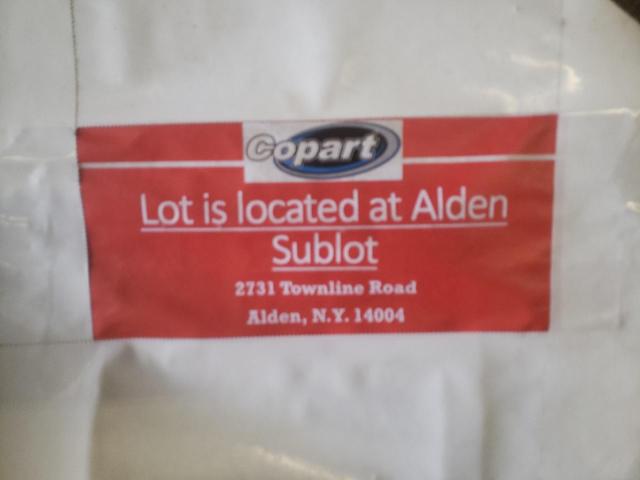 Copart
Lot is located at Alden
Sublot
2731 Townline Road
Alden, N.Y. 14004